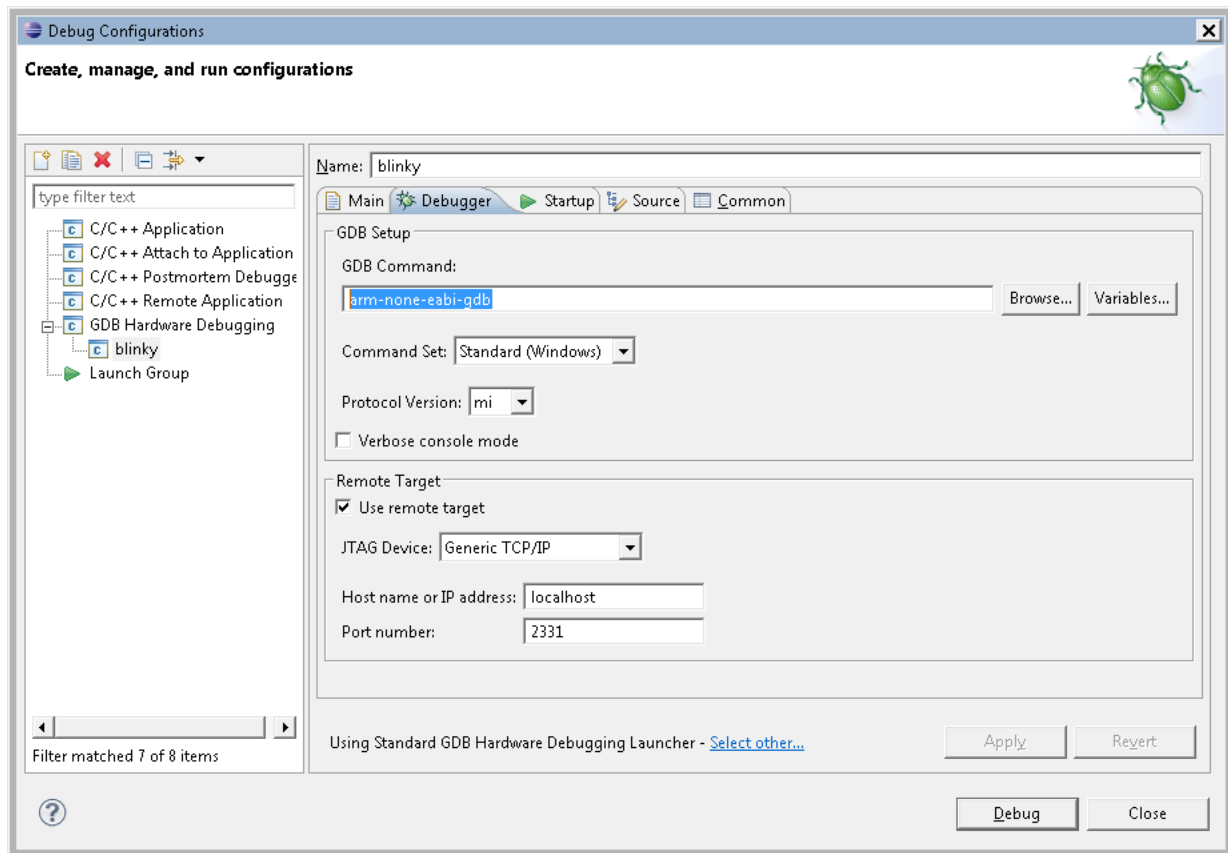 Debug Configurations
Create, manage, and run configurations
type filter text
C/C++ Application
C/C++ Attach to Application
C/C++ Postmortem Debugge
C/C++ Remote Application
GDB Hardware Debugging
blinky
Launch Group
Filter matched 7 of 8 items
Name: blinky
Main Debugger Startup Source Common
GDB Setup
GDB Command:
arm-none-eabi-gdb Browse... Variables...
Command Set: Standard (Windows)
Protocol Version: mi
Verbose console mode
Remote Target
Use remote target
JTAG Device: Generic TCP/IP
Host name or IP address: localhost
Port number: 2331
Using Standard GDB Hardware Debugging Launcher - Select other... Apply Revert
? Debug Close